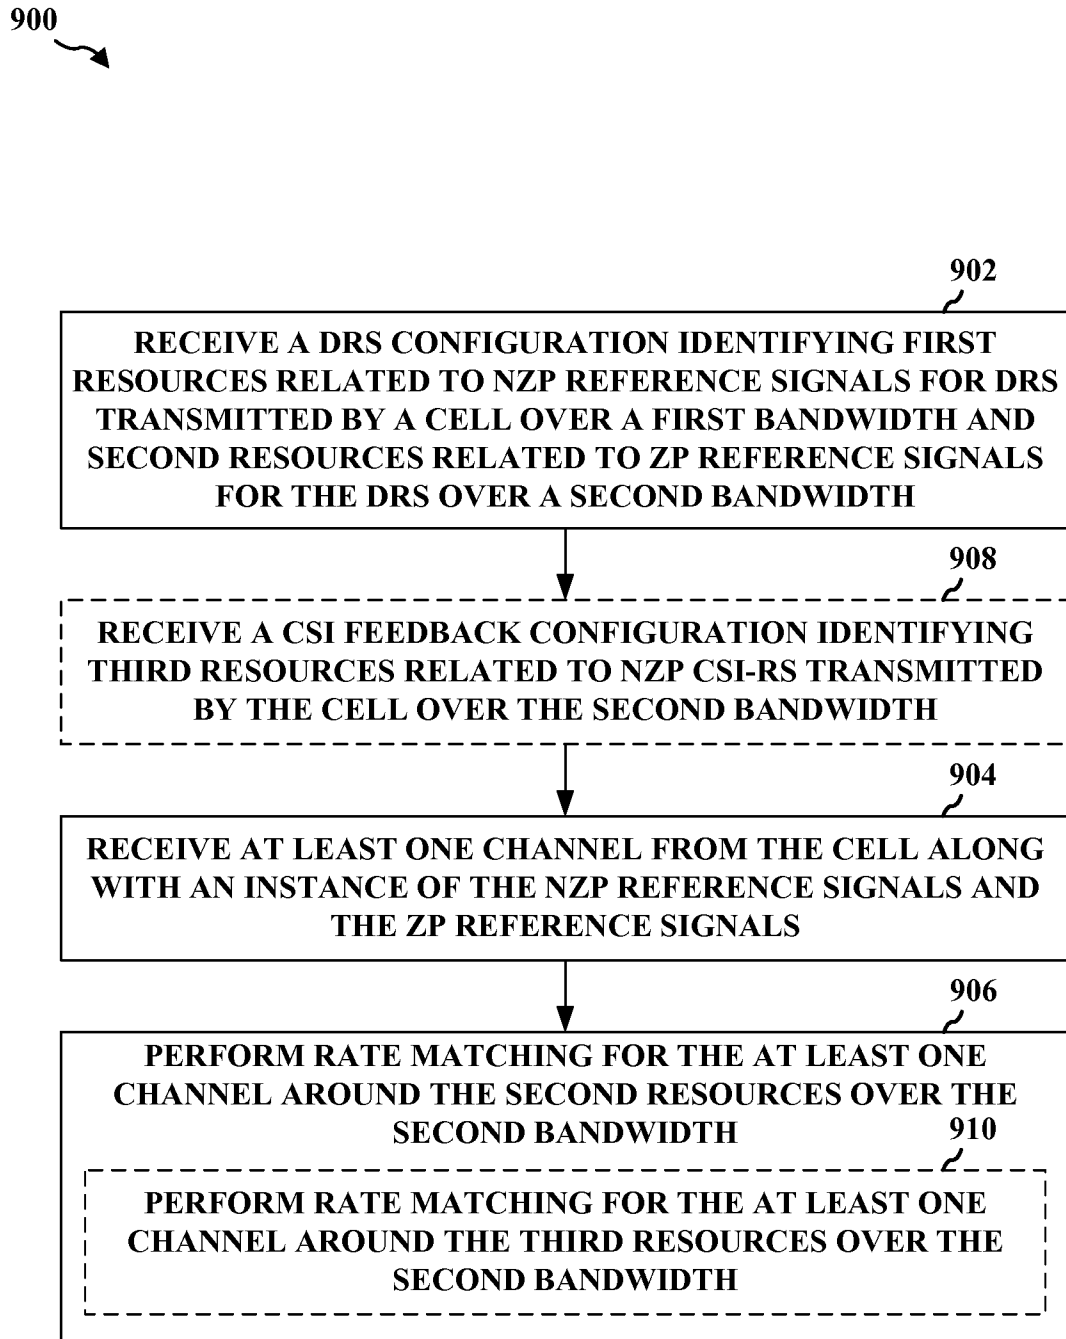 900
902
RECEIVE A DRS CONFIGURATION IDENTIFYING FIRST
RESOURCES RELATED TO NZP REFERENCE SIGNALS FOR DRS
TRANSMITTED BY A CELL OVER A FIRST BANDWIDTH AND
SECOND RESOURCES RELATED TO ZP REFERENCE SIGNALS
FOR THE DRS OVER A SECOND BANDWIDTH
908
RECEIVE A CSI FEEDBACK CONFIGURATION IDENTIFYING
THIRD RESOURCES RELATED TO NZP CSI-RS TRANSMITTED
BY THE CELL OVER THE SECOND BANDWIDTH
904
RECEIVE AT LEAST ONE CHANNEL FROM THE CELL ALONG
WITH AN INSTANCE OF THE NZP REFERENCE SIGNALS AND
THE ZP REFERENCE SIGNALS
906
PERFORM RATE MATCHING FOR THE AT LEAST ONE
CHANNEL AROUND THE SECOND RESOURCES OVER THE
SECOND BANDWIDTH
910
PERFORM RATE MATCHING FOR THE AT LEAST ONE
CHANNEL AROUND THE THIRD RESOURCES OVER THE
SECOND BANDWIDTH